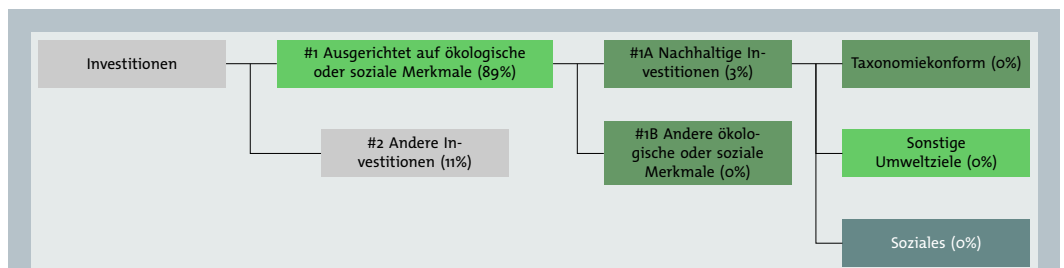 Investitionen
#1 Ausgerichtet auf ökologische
oder soziale Merkmale (89%)
#2 Andere In-
vestitionen (11%)
#1A Nachhaltige In-
vestitionen (3%)
#1B Andere ökolo-
gische oder soziale
Merkmale (0%)
Taxonomiekonform (0%)
Sonstige
Umweltziele (0%)
Soziales (0%)